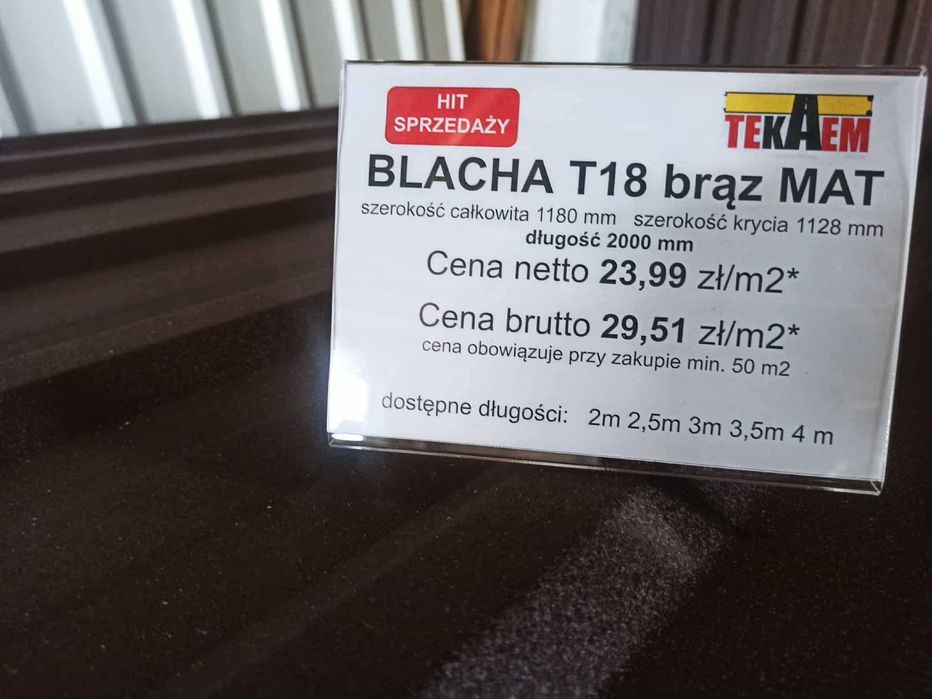 HIT
SPRZEDAŻY
TEKAEM
BLACHA T18 brąz MAT
szerokość całkowita 1180 mm szerokość krycia 1128 mm
długość 2000 mm
Cena netto 23,99 zł/m2*
Cena brutto 29,51 zł/m2*
cena obowiązuje przy zakupie min. 50 m2
dostępne długości: 2m 2,5m 3m 3,5m 4 m